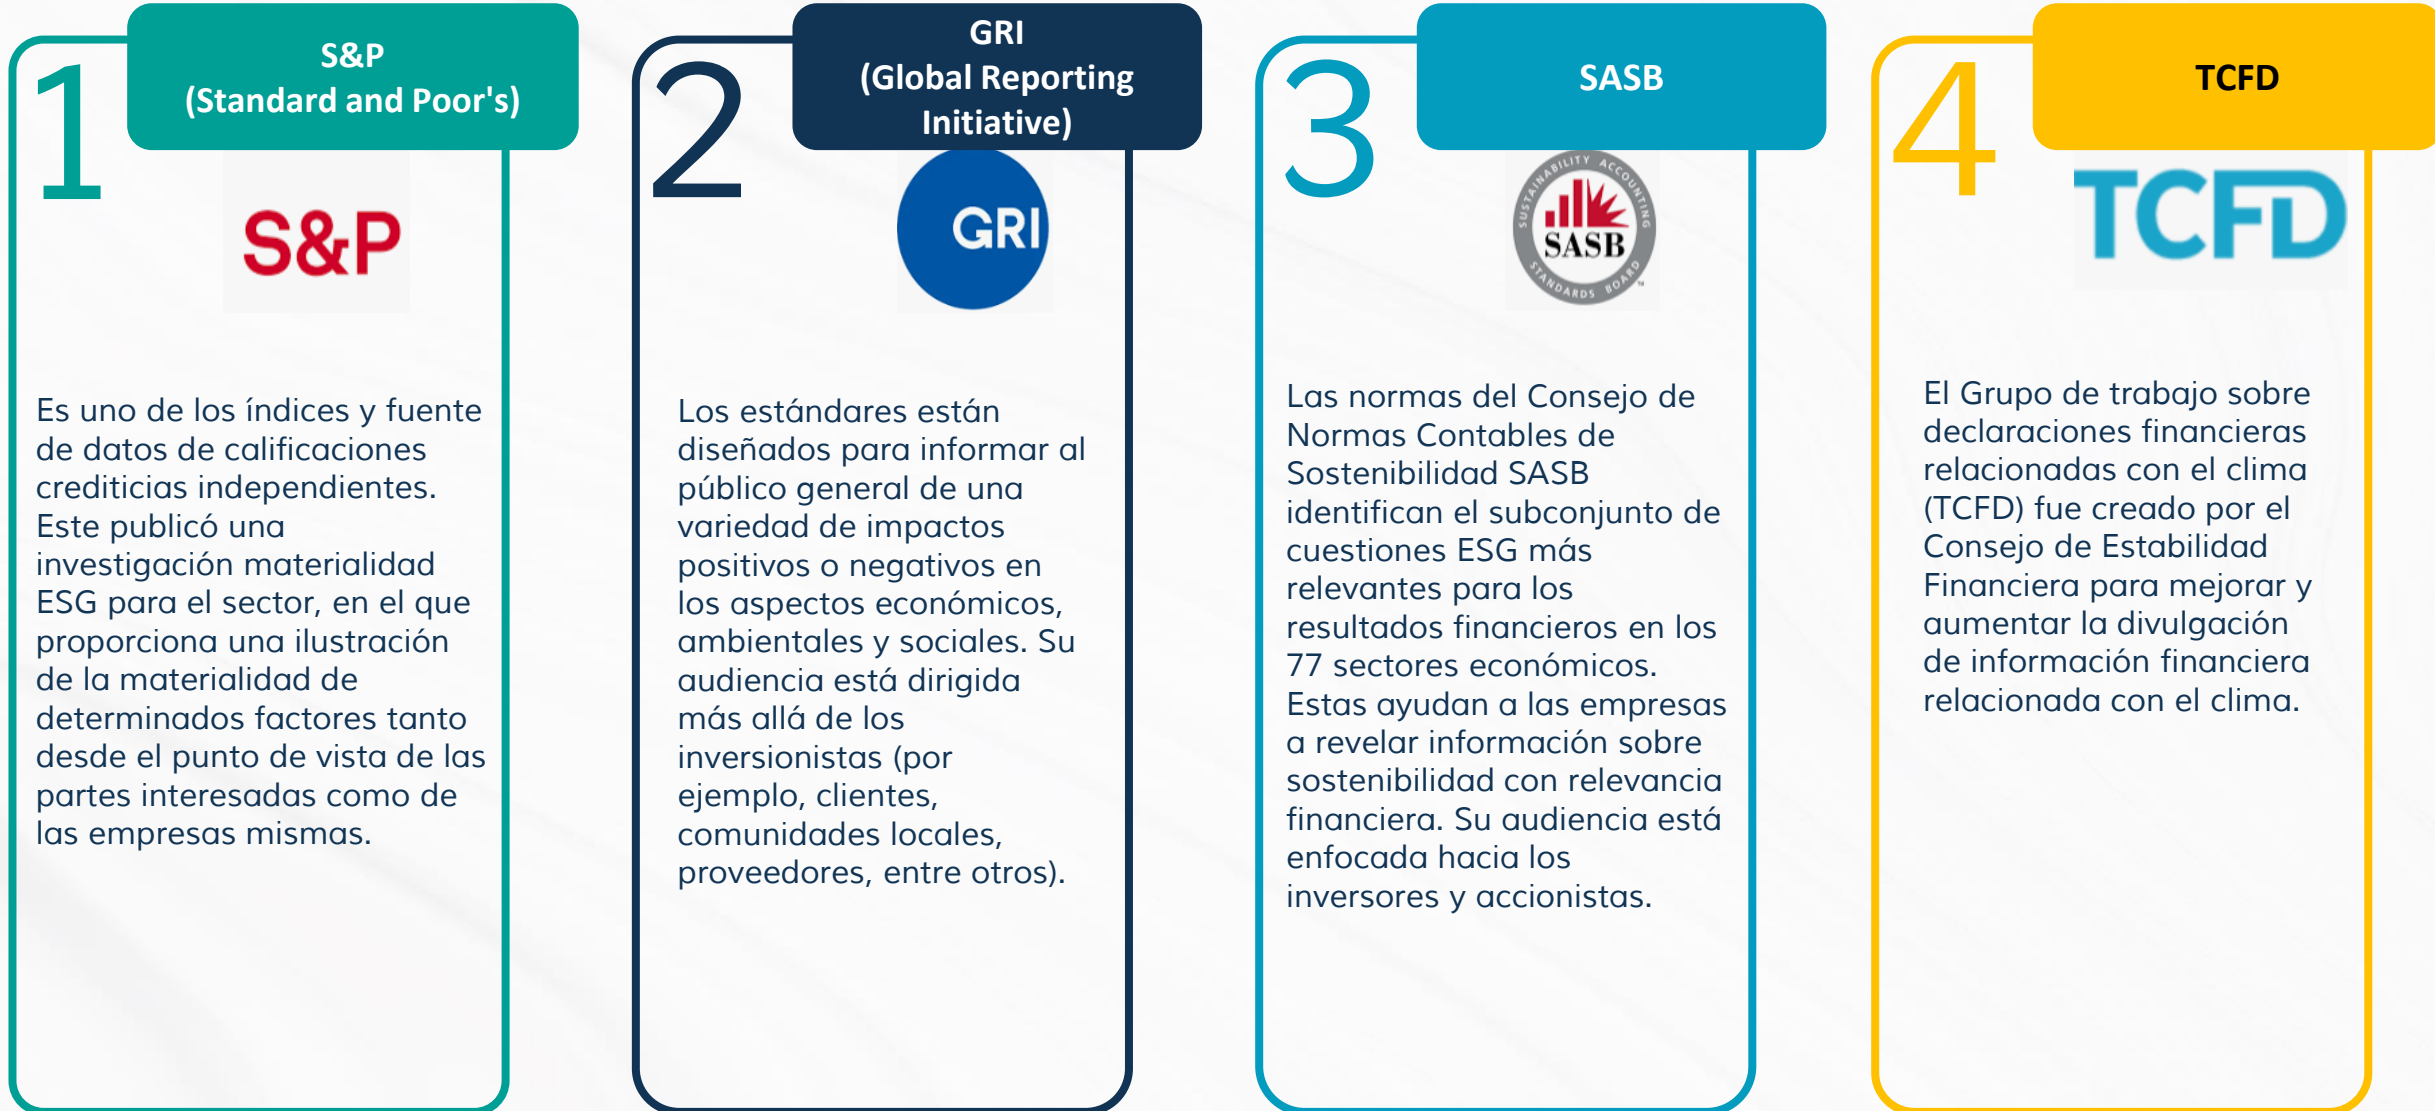 1
S&P
(Standard and Poor's)
S&P
Es uno de los índices y fuente
de datos de calificaciones
crediticias independientes.
Este publicó una
investigación materialidad
ESG para el sector, en el que
proporciona una ilustración
de la materialidad de
determinados factores tanto
desde el punto de vista de las
partes interesadas como de
las empresas mismas.
2
GRI
(Global Reporting
Initiative)
GRI
Los estándares están
diseñados para informar al
público general de una
variedad de impactos
positivos o negativos en
los aspectos económicos,
ambientales y sociales. Su
audiencia está dirigida
más allá de los
inversionistas (por
ejemplo, clientes,
comunidades locales,
proveedores, entre otros).
3
SASB
SUSTAINABILITY ACCOUNTING
SASB
STANDARDS BOARD
TM
Las normas del Consejo de
Normas Contables de
Sostenibilidad SASB
identifican el subconjunto de
cuestiones ESG más
relevantes para los
resultados financieros en los
77 sectores económicos.
Estas ayudan a las empresas
a revelar información sobre
sostenibilidad con relevancia
financiera. Su audiencia está
enfocada hacia los
inversores y accionistas.
4
TCFD
TCFD
El Grupo de trabajo sobre
declaraciones financieras
relacionadas con el clima
(TCFD) fue creado por el
Consejo de Estabilidad
Financiera para mejorar y
aumentar la divulgación
de información financiera
relacionada con el clima.